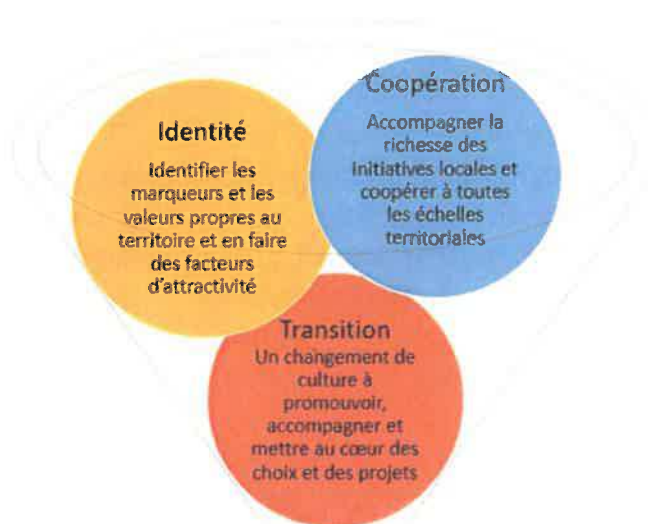 Identité
Identifier les
marqueurs et les
valeurs propres au
territoire et en faire
des facteurs
d'attractivité
Coopération
Accompagner la
richesse des
initiatives locales et
coopérer à toutes
les échelles
territoriales
Transition
Un changement de
culture à
promouvoir,
accompagner et
mettre au cœur des
choix et des projets